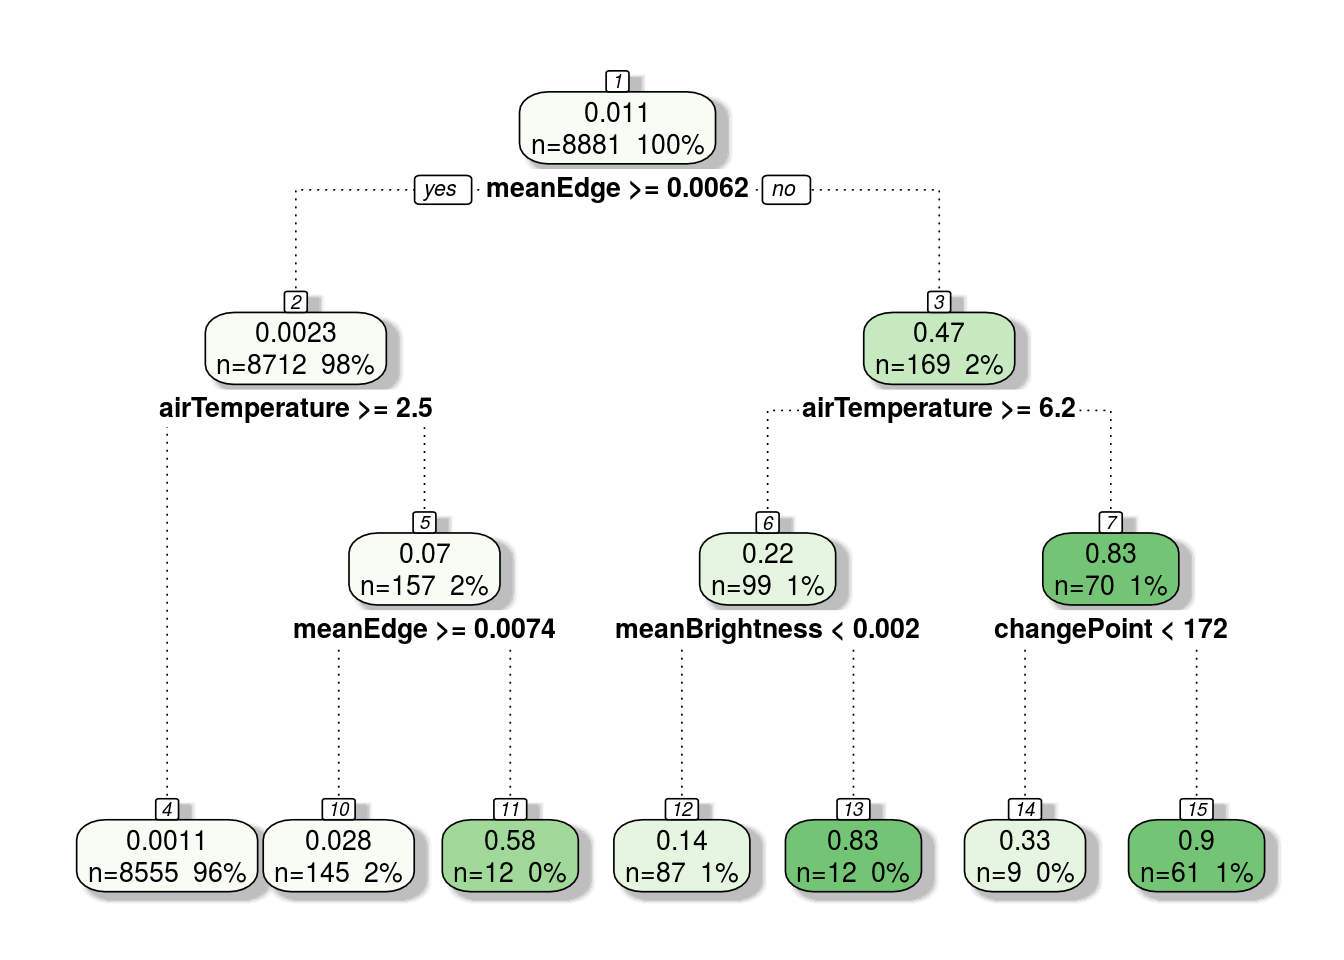 1
0.011
n=8881 100%
yes meanEdge >= 0.0062 no
2
0.0023
n=8712 98%
airTemperature >= 2.5
3
0.47
n=169 2%
airTemperature >= 6.2
5
0.07
n=157 2%
meanEdge >= 0.0074
6
0.22
n=99 1%
meanBrightness < 0.002
7
0.83
n=70 1%
changePoint < 172
4
0.0011
n=8555 96%
10
0.028
n=145 2%
11
0.58
n=12 0%
12
0.14
n=87 1%
13
0.83
n=12 0%
14
0.33
n=9 0%
15
0.9
n=61 1%